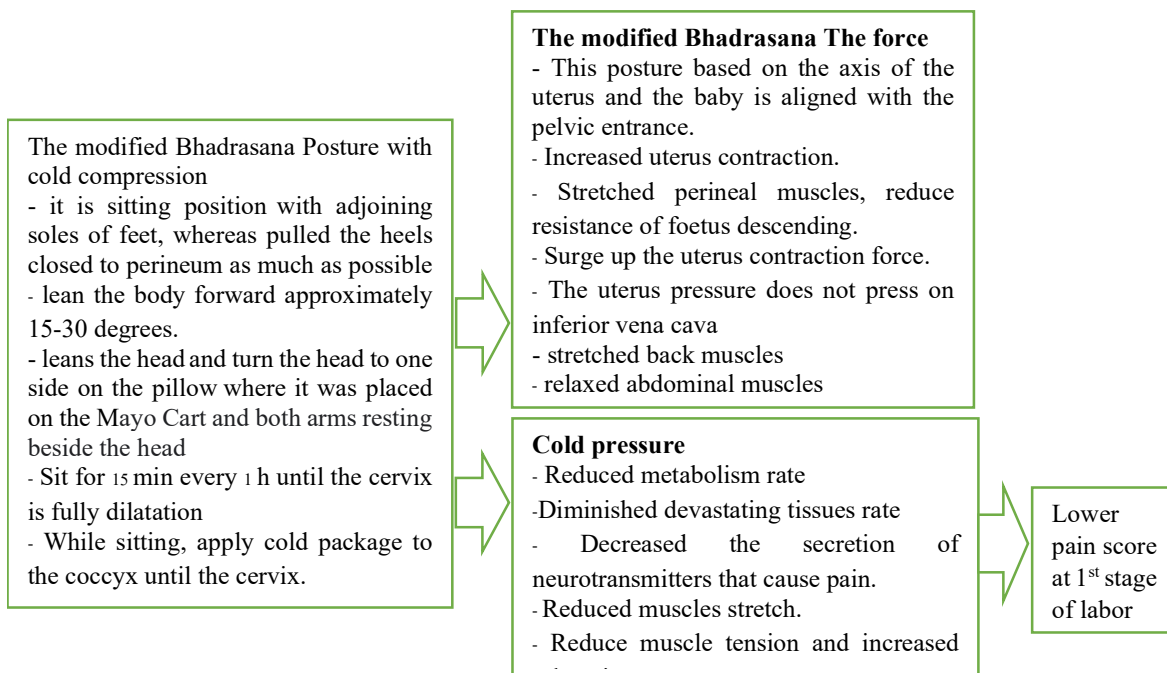 The modified Bhadrasana Posture with
cold compression
- it is sitting position with adjoining
soles of feet, whereas pulled the heels
closed to perineum as much as possible
- lean the body forward approximately
15-30 degrees.
- leans the head and turn the head to one
side on the pillow where it was placed
on the Mayo Cart and both arms resting
beside the head
- Sit for 15 min every 1 h until the cervix
is fully dilatation
- While sitting, apply cold package to
the coccyx until the cervix.
The modified Bhadrasana The force
- This posture based on the axis of the
uterus and the baby is aligned with the
pelvic entrance.
- Increased uterus contraction.
- Stretched perineal muscles, reduce
resistance of foetus descending.
- Surge up the uterus contraction force.
- The uterus pressure does not press on
inferior vena cava
- stretched back muscles
- relaxed abdominal muscles
Cold pressure
- Reduced metabolism rate
-Diminished devastating tissues rate
- Decreased the secretion of
neurotransmitters that cause pain.
- Reduced muscles stretch.
- Reduce muscle tension and increased
Lower
pain score
at 1st stage
of labor